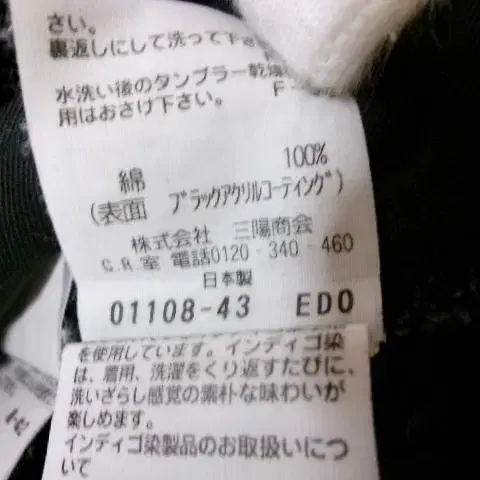 さい。
裏返しにして洗って下さ
水洗い後のタンブラー乾燥
用はおさけ下さい。 F-
綿 100%
(表面 ブラックアクリルコーティング)
株式会社 三陽商会
C.R.室 電話0120-340-460
日本製
01108-43 EDO
を使用しています。インディゴ染
は、着用、洗濯をくり返すたびに、
洗いざらし感覚の素朴な味わいが
楽しめます。
インディゴ染製品のお取扱いにつ
いて